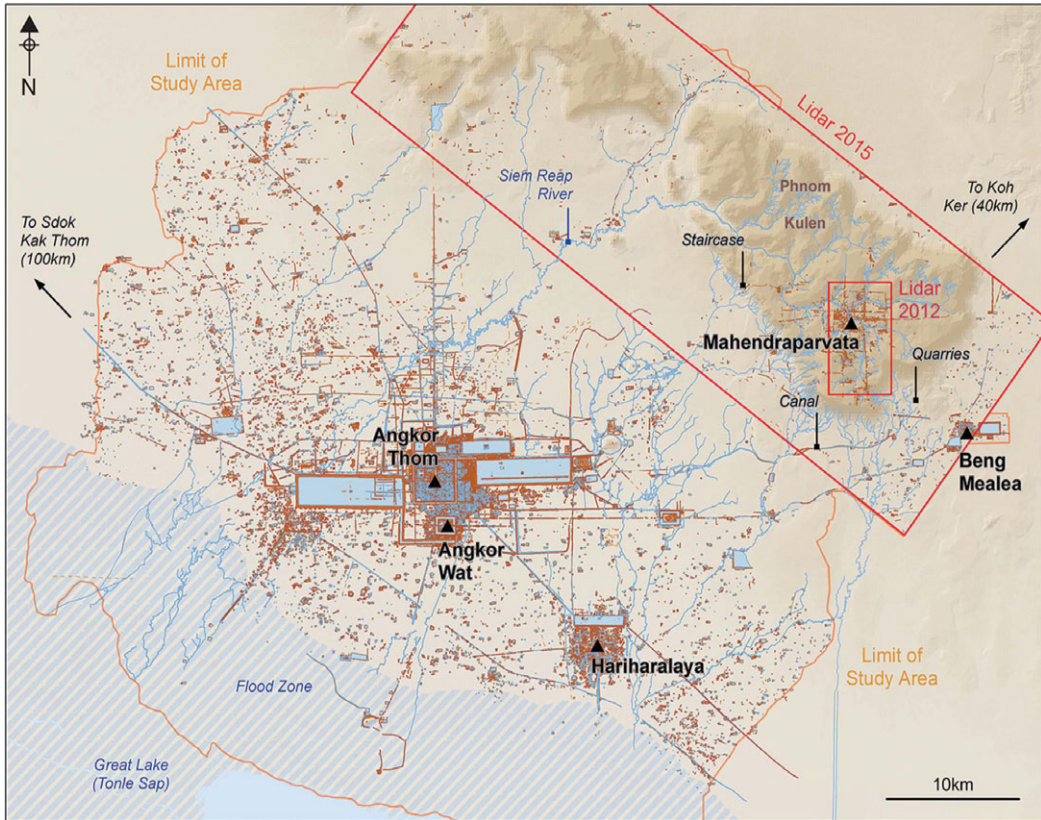 N
Limit of
Study Area
Lidar 2015
To Sdok
Kak Thom
(100km)
Siem Reap
River
Phnom
Kulen
To Koh
Ker (40km)
Staircase
Lidar
2012
Mahendraparvata
Quarries
Canal
Angkor
Thom
Beng
Mealea
Angkor
Wat
Hariharalaya
Limit of
Study Area
Flood Zone
Great Lake
(Tonle Sap)
10km